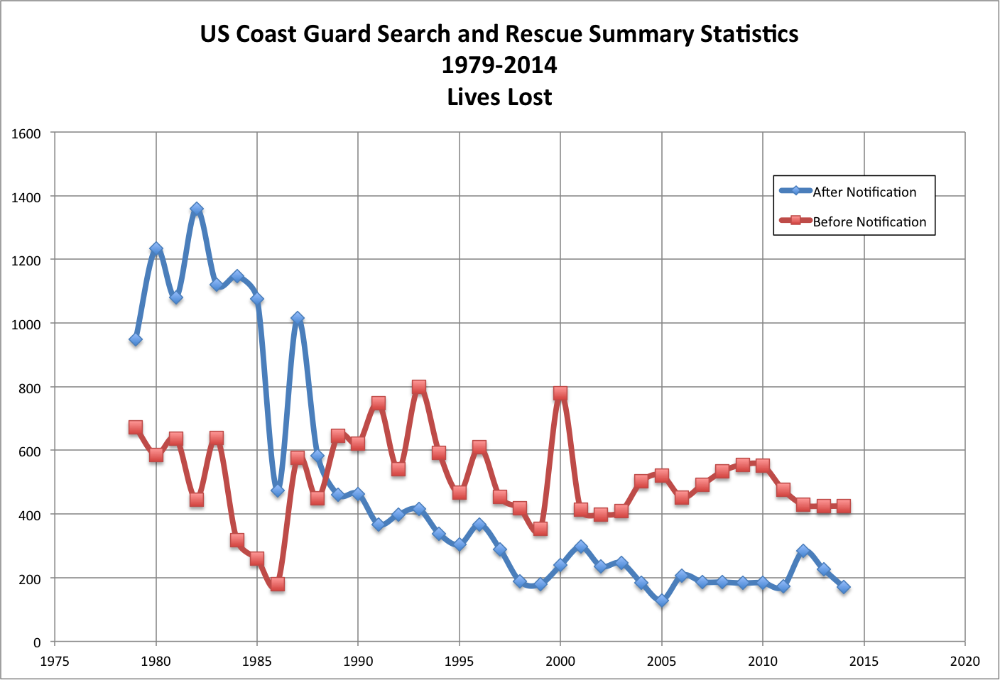 US Coast Guard Search and Rescue Summary Statistics
1979-2014
Lives Lost
1600
1400
1200
1000
800
600
400
200
0
After Notification
Before Notification
1975 1980 1985 1990 1995 2000 2005 2010 2015 2020